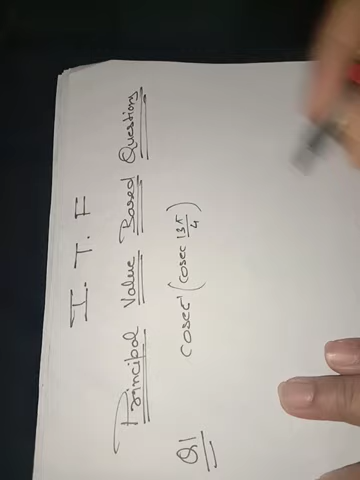 I. T. F
Principal Value Based Questions
Q1 cosec⁻¹ (cosec 13π/4)